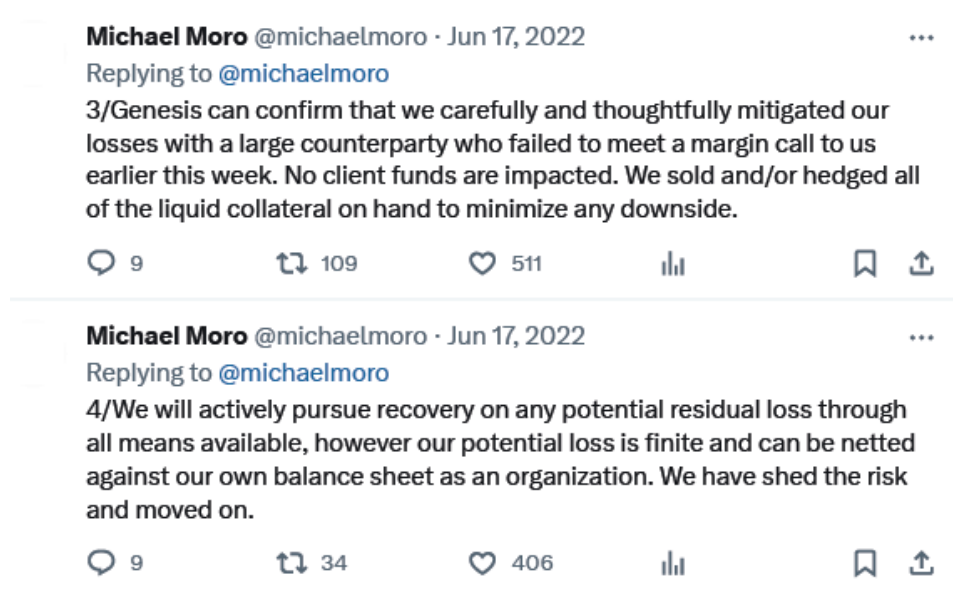 Michael Moro @michaelmoro · Jun 17, 2022
Replying to @michaelmoro
3/Genesis can confirm that we carefully and thoughtfully mitigated our
losses with a large counterparty who failed to meet a margin call to us
earlier this week. No client funds are impacted. We sold and/or hedged all
of the liquid collateral on hand to minimize any downside.
9 109 511
Michael Moro @michaelmoro · Jun 17, 2022
Replying to @michaelmoro
4/We will actively pursue recovery on any potential residual loss through
all means available, however our potential loss is finite and can be netted
against our own balance sheet as an organization. We have shed the risk
and moved on.
9 34 406